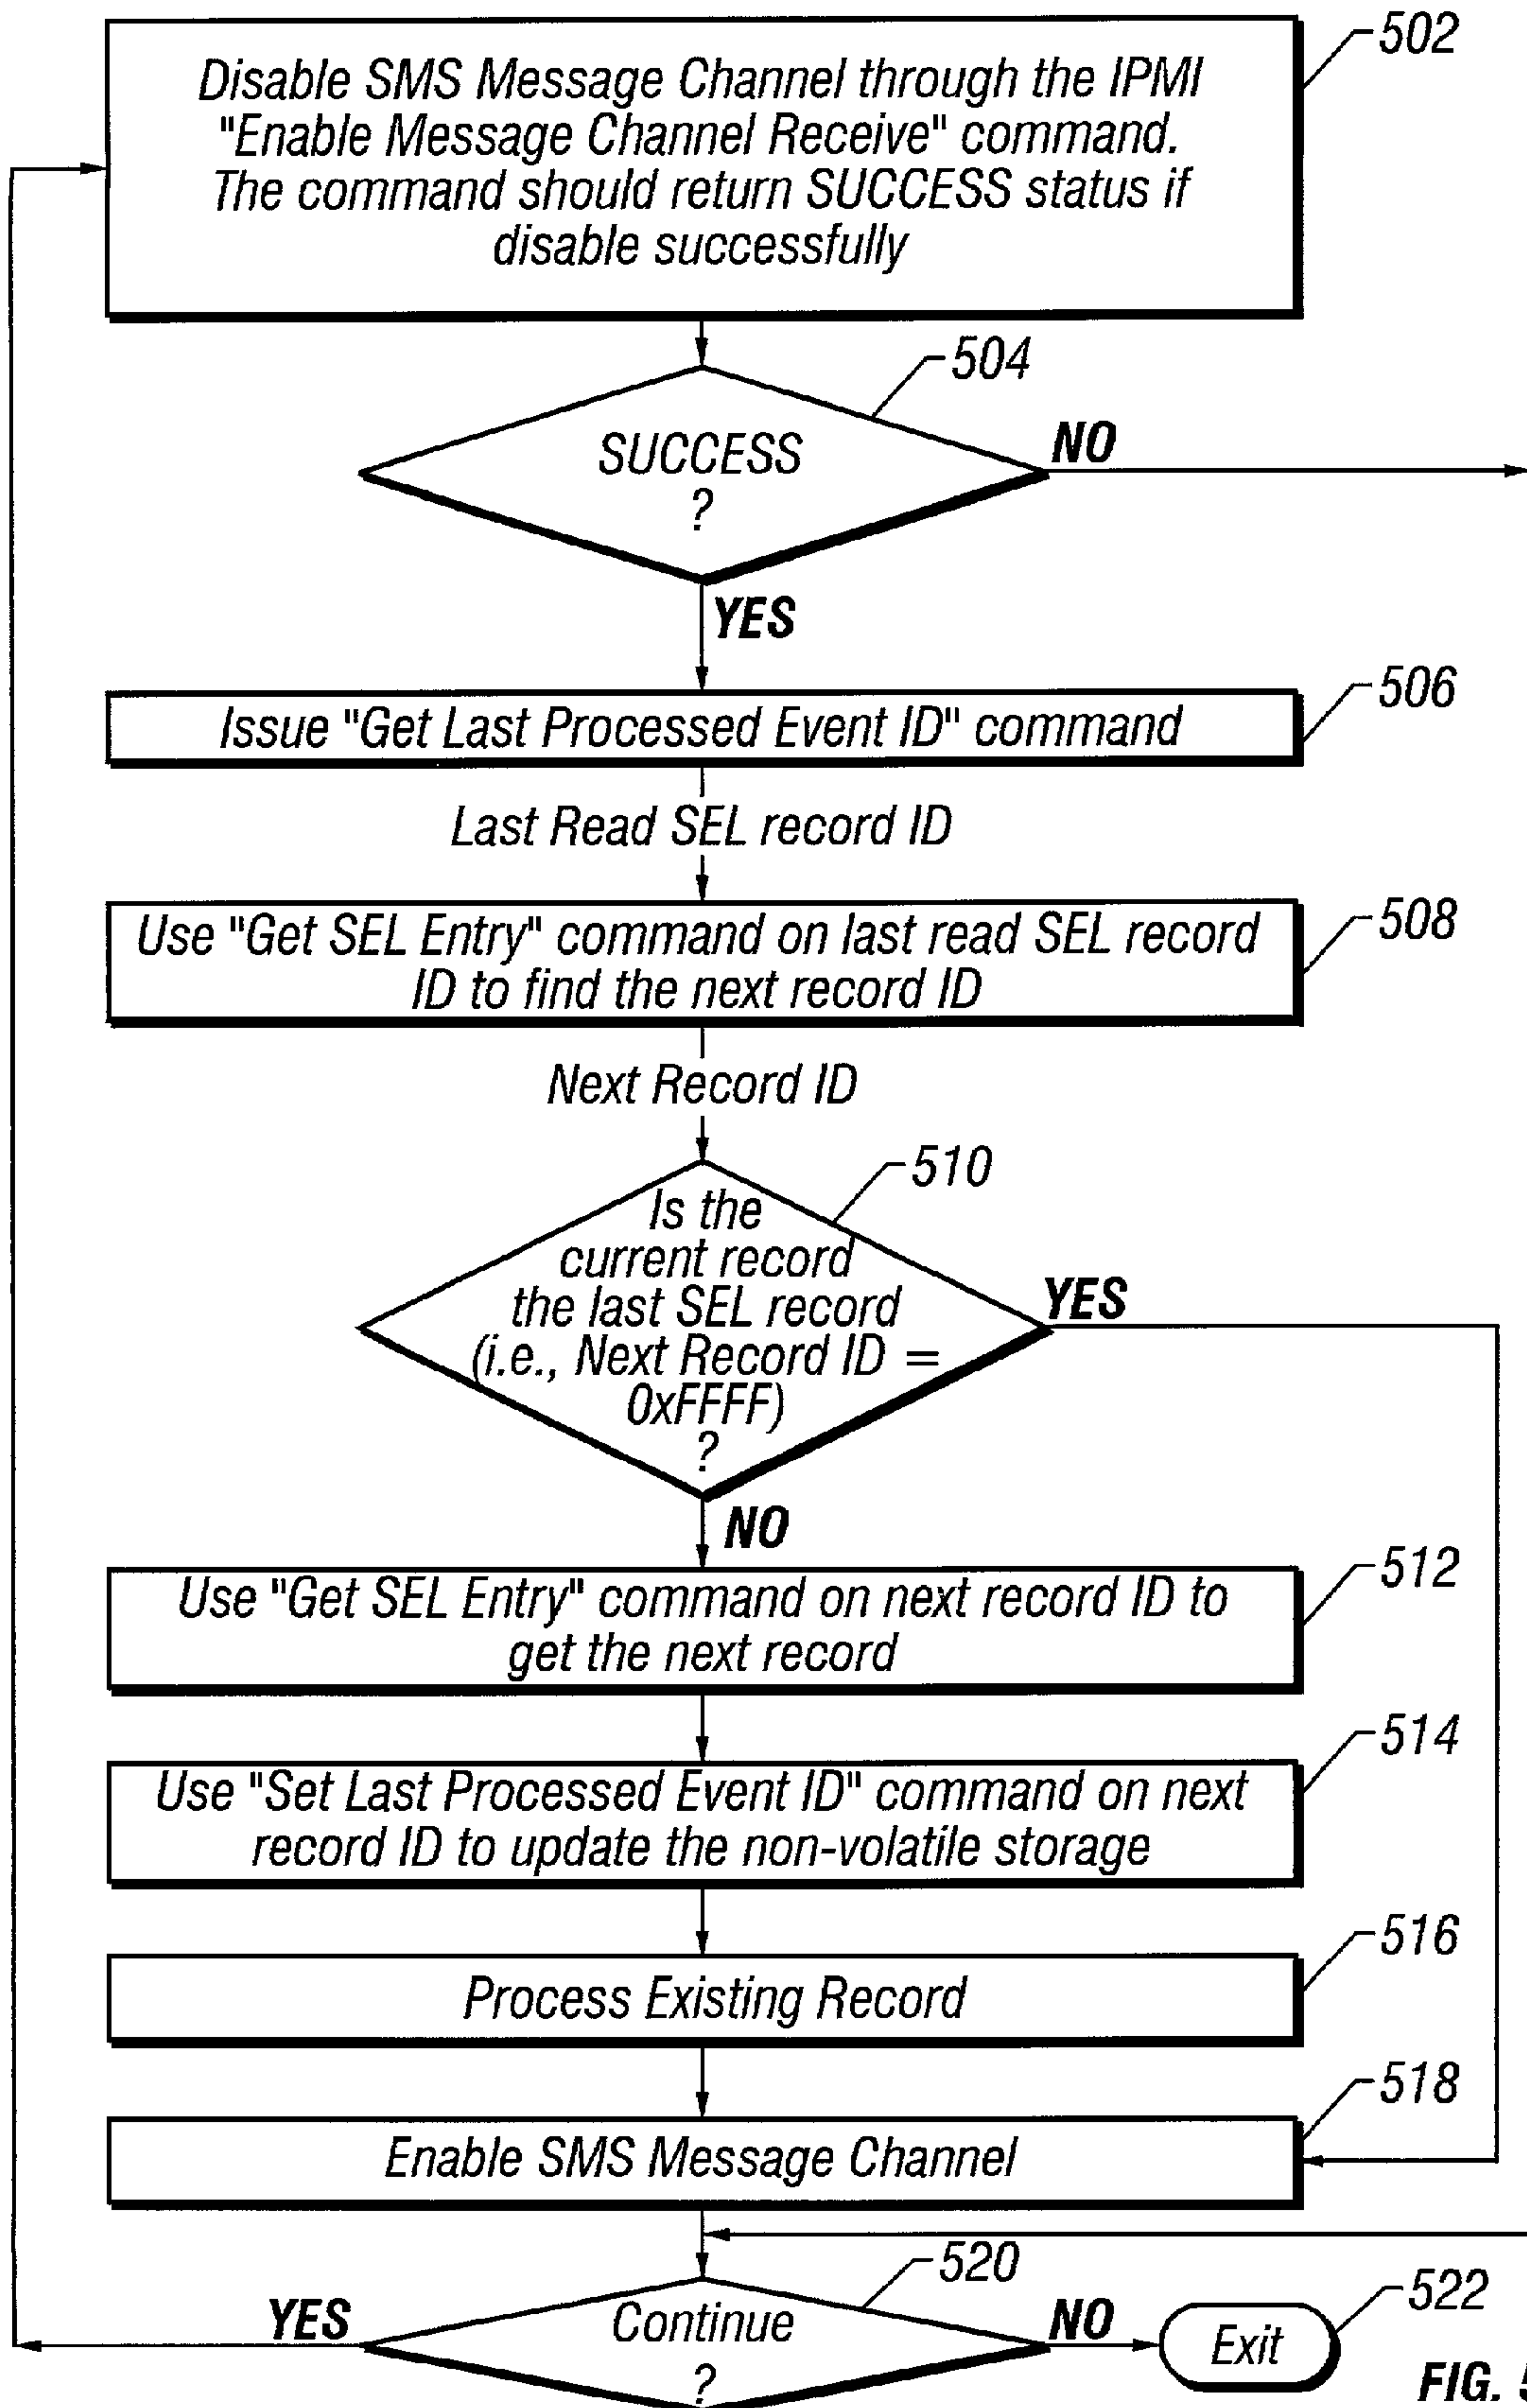 502
Disable SMS Message Channel through the IPMI
"Enable Message Channel Receive" command.
The command should return SUCCESS status if
disable successfully
504
SUCCESS
?
NO
YES
506
Issue "Get Last Processed Event ID" command
Last Read SEL record ID
508
Use "Get SEL Entry" command on last read SEL record
ID to find the next record ID
Next Record ID
510
Is the
current record
the last SEL record
(i.e., Next Record ID =
0xFFFF)
?
YES
NO
512
Use "Get SEL Entry" command on next record ID to
get the next record
514
Use "Set Last Processed Event ID" command on next
record ID to update the non-volatile storage
516
Process Existing Record
518
Enable SMS Message Channel
520
YES
Continue
?
NO
Exit
522
FIG. 5